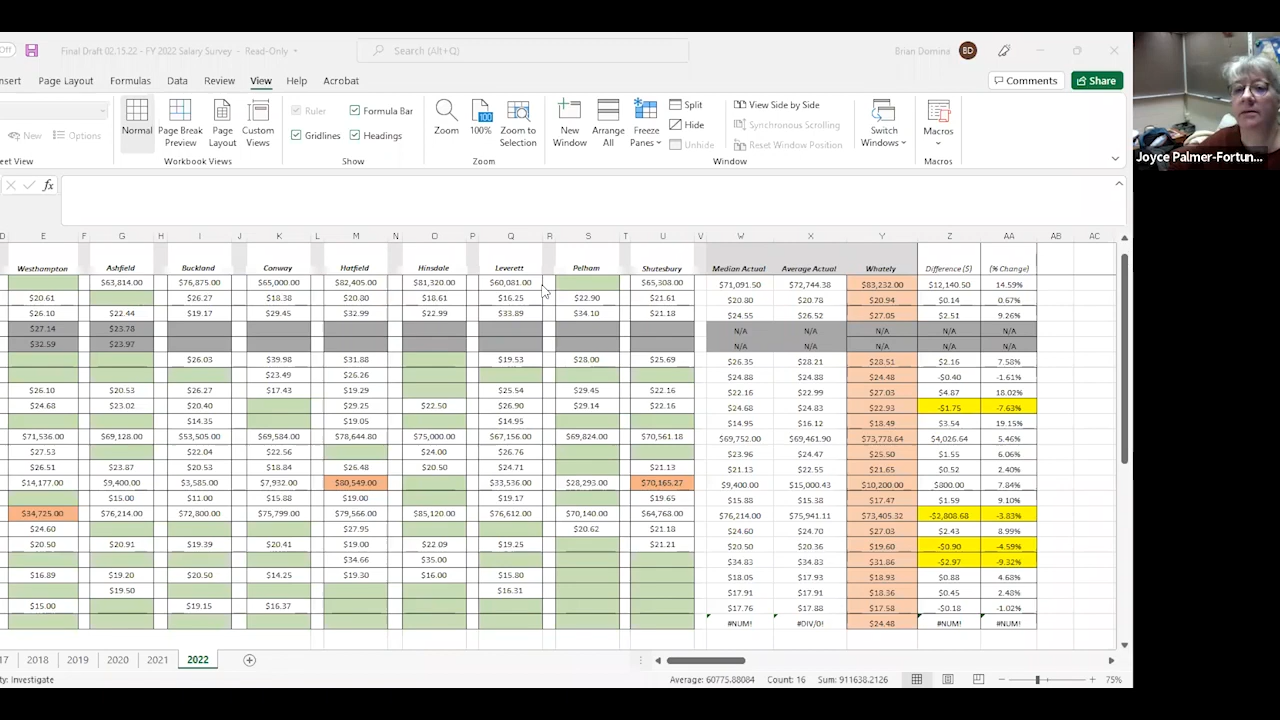 Off Final Draft 02.15.22 - FY 2022 Salary Survey - Read-Only Search (Alt+Q) Brian Domina BD
nsert Page Layout Formulas Data Review View Help Acrobat Comments Share
New Options
eet View
Normal Page Break Preview Page Layout Custom Views
Workbook Views
Ruler Formula Bar
Gridlines Headings
Show
Zoom 100% Zoom to Selection
Zoom
New Window Arrange All Freeze Panes
Split View Side by Side
Hide Synchronous Scrolling
Unhide Reset Window Position
Window
Switch Windows
Macros
Macros
Joyce Palmer-Fortun...
fx
D E F G H I J K L M N O P Q R S T U V W X Y Z AA AB AC
Westhampton Ashfield Buckland Conway Hatfield Hinsdale Leverett Pelham Shutesbury Median Actual Average Actual Whately Difference ($) (% Change)
$63,814.00 $76,875.00 $65,000.00 $82,405.00 $81,320.00 $60,081.00 $65,308.00 $71,091.50 $72,744.38 $83,232.00 $12,140.50 14.59%
$20.61 $26.27 $18.38 $20.80 $18.61 $16.25 $22.90 $21.61 $20.80 $20.78 $20.94 $0.14 0.67%
$26.10 $22.44 $19.17 $29.45 $32.99 $22.99 $33.89 $34.10 $21.18 $24.55 $26.52 $27.05 $2.51 9.26%
$27.14 $23.78 N/A N/A N/A N/A N/A
$32.59 $23.97 N/A N/A N/A N/A N/A
$26.03 $39.98 $31.88 $19.53 $28.00 $25.69 $26.35 $28.21 $28.51 $2.16 7.58%
$23.49 $26.26 $24.88 $24.88 $24.48 -$0.40 -1.61%
$26.10 $20.53 $26.27 $17.43 $19.29 $25.54 $29.45 $22.16 $22.16 $22.99 $27.03 $4.87 18.02%
$24.68 $23.02 $20.40 $29.25 $22.50 $26.90 $29.14 $22.16 $24.68 $24.83 $22.93 -$1.75 -7.63%
$14.35 $19.05 $14.95 $14.95 $16.12 $18.49 $3.54 19.15%
$71,536.00 $69,128.00 $53,505.00 $69,584.00 $78,644.80 $75,000.00 $67,156.00 $69,824.00 $70,561.18 $69,752.00 $69,461.90 $73,778.64 $4,026.64 5.46%
$27.53 $22.04 $22.56 $24.00 $26.76 $23.96 $24.47 $25.50 $1.55 6.06%
$26.51 $23.87 $20.53 $18.84 $26.48 $20.50 $24.71 $21.13 $21.13 $22.55 $21.65 $0.52 2.40%
$14,177.00 $9,400.00 $3,585.00 $7,932.00 $80,549.00 $33,536.00 $28,293.00 $70,165.27 $9,400.00 $15,000.43 $10,200.00 $800.00 7.84%
$15.00 $11.00 $15.88 $19.00 $19.17 $19.65 $15.88 $15.38 $17.47 $1.59 9.10%
$34,725.00 $76,214.00 $72,800.00 $75,799.00 $79,566.00 $85,120.00 $76,612.00 $70,140.00 $64,768.00 $76,214.00 $75,941.11 $73,405.32 -$2,808.68 -3.83%
$24.60 $27.95 $20.62 $21.18 $24.60 $24.70 $27.03 $2.43 8.99%
$20.50 $20.91 $19.39 $20.41 $19.00 $22.09 $19.25 $21.21 $20.50 $20.36 $19.60 -$0.90 -4.59%
$34.66 $35.00 $34.83 $34.83 $31.86 -$2.97 -9.32%
$16.89 $19.20 $20.50 $14.25 $19.30 $16.00 $15.80 $18.05 $17.93 $18.93 $0.88 4.68%
$19.50 $16.31 $17.91 $17.91 $18.36 $0.45 2.48%
$15.00 $19.15 $16.37 $17.76 $17.88 $17.58 -$0.18 -1.02%
#NUM! #DIV/0! $24.48 #NUM! #NUM!
17 2018 2019 2020 2021 2022
ty: Investigate Average: 60775.88084 Count: 16 Sum: 911638.2126 75%